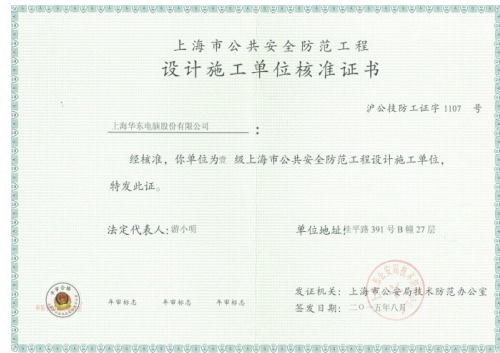 上海市公共安全防范工程
设计施工单位核准证书
沪公技防工证字 1107 号
上海华东电脑股份有限公司：
经核准，你单位为壹 级上海市公共安全防范工程设计施工单位，
特发此证。
法定代表人：游小明 单位地址：桂平路 391 号 B 幢 27 层
年审合格
年审标志 年审标志 年审标志
发证机关：上海市公安局技术防范办公室
签发日期：二〇一五年八月